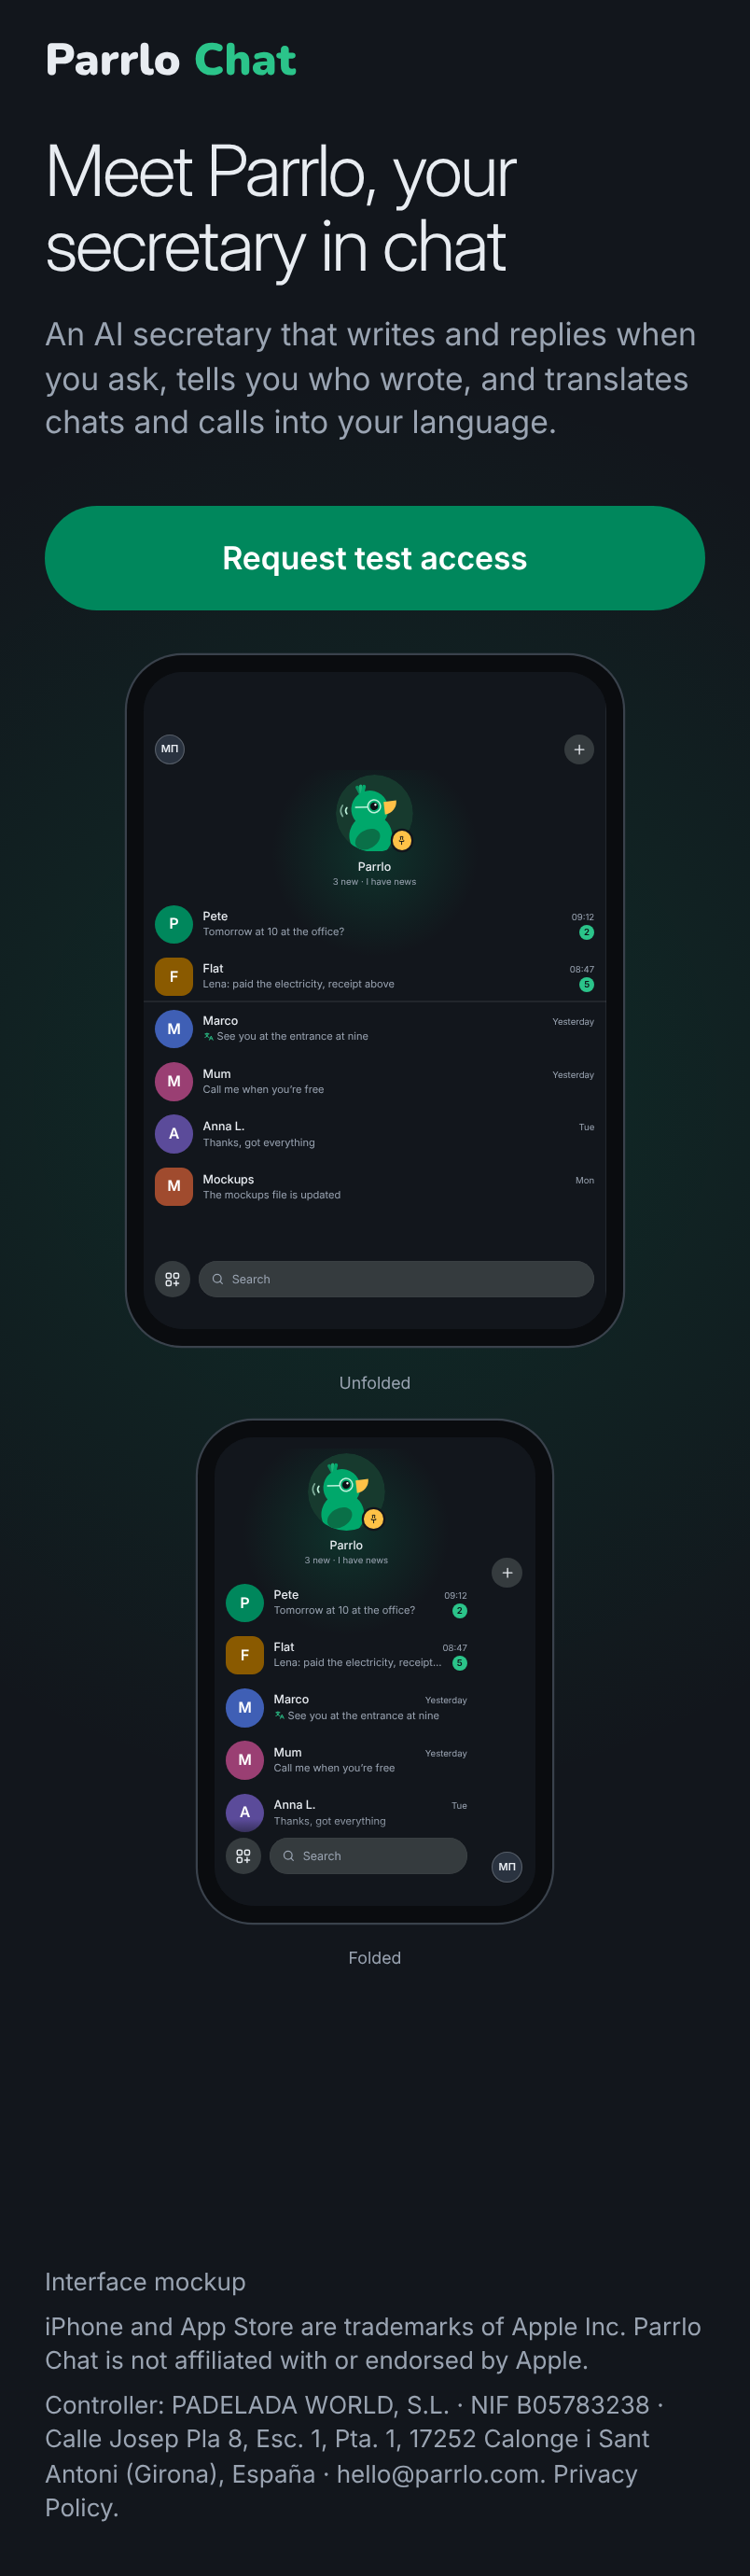 Parrlo Chat
Meet Parrlo, your
secretary in chat
An AI secretary that writes and replies when
you ask, tells you who wrote, and translates
chats and calls into your language.
Request test access
МП
Parrlo
3 new · I have news
P
Pete
09:12
Tomorrow at 10 at the office?
2
F
Flat
08:47
Lena: paid the electricity, receipt above
5
M
Marco
Yesterday
See you at the entrance at nine
M
Mum
Yesterday
Call me when you're free
A
Anna L.
Tue
Thanks, got everything
M
Mockups
Mon
The mockups file is updated
Search
Unfolded
Parrlo
3 new · I have news
P
Pete
09:12
Tomorrow at 10 at the office?
2
F
Flat
08:47
Lena: paid the electricity, receipt...
5
M
Marco
Yesterday
See you at the entrance at nine
M
Mum
Yesterday
Call me when you're free
A
Anna L.
Tue
Thanks, got everything
Search
МП
Folded
Interface mockup
iPhone and App Store are trademarks of Apple Inc. Parrlo
Chat is not affiliated with or endorsed by Apple.
Controller: PADELADA WORLD, S.L. · NIF B05783238 ·
Calle Josep Pla 8, Esc. 1, Pta. 1, 17252 Calonge i Sant
Antoni (Girona), España · hello@parrlo.com. Privacy
Policy.